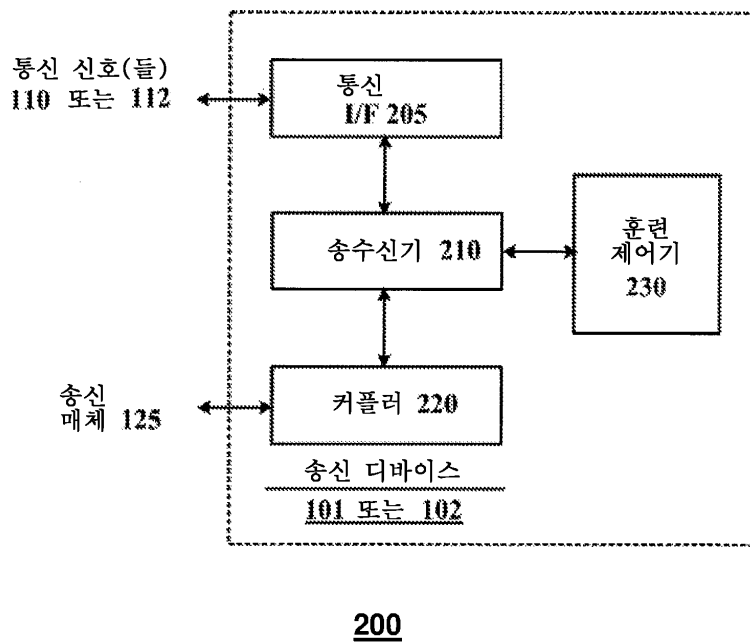 통신 신호(들)
110 또는 112
통신
I/F 205
송수신기 210
훈련
제어기
230
송신
매체 125
커플러 220
송신 디바이스
101 또는 102
200